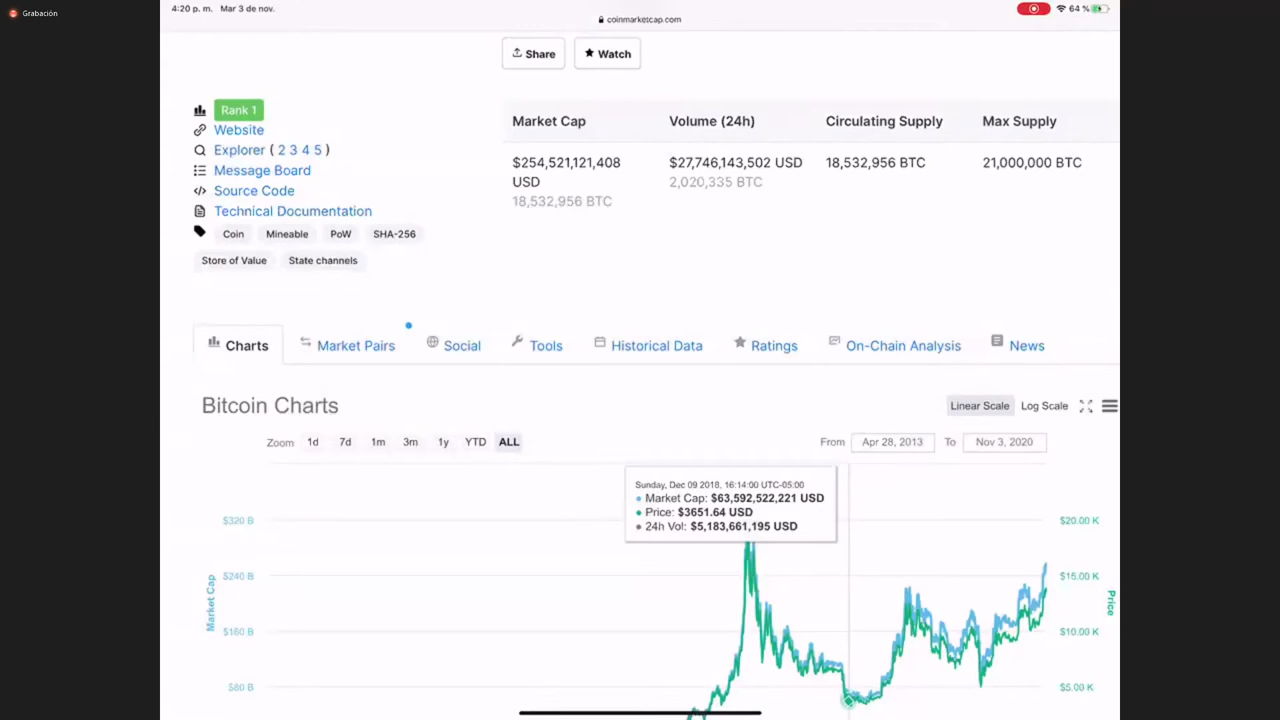 Grabación
4:20 p. m. Mar 3 de nov.
64 %
coinmarketcap.com
Share
Watch
Rank 1
Website
Explorer ( 2 3 4 5 )
Message Board
Source Code
Technical Documentation
Coin Mineable PoW SHA-256
Store of Value State channels
Market Cap Volume (24h) Circulating Supply Max Supply
$254,521,121,408 $27,746,143,502 USD 18,532,956 BTC 21,000,000 BTC
USD 2,020,335 BTC
18,532,956 BTC
Charts Market Pairs Social Tools Historical Data Ratings On-Chain Analysis News
Bitcoin Charts
Linear Scale Log Scale
Zoom 1d 7d 1m 3m 1y YTD ALL
From Apr 28, 2013 To Nov 3, 2020
Sunday, Dec 09 2018, 16:14:00 UTC-05:00
Market Cap: $63,592,522,221 USD
Price: $3651.64 USD
24h Vol: $5,183,661,195 USD
$320 B $20.00 K
$240 B $15.00 K
$160 B $10.00 K
$80 B $5.00 K
Market Cap
Price